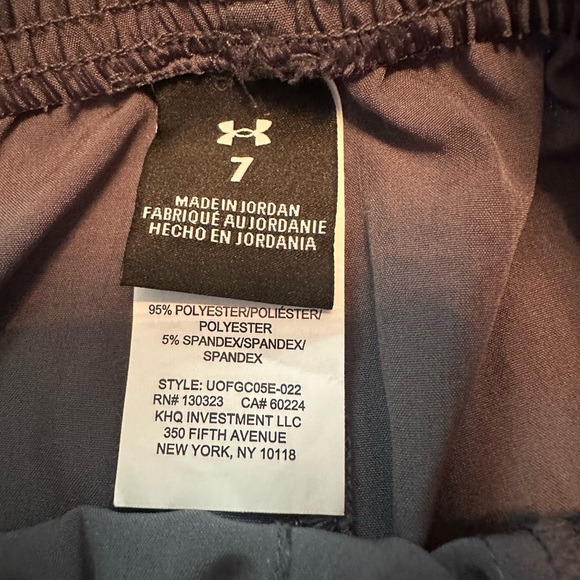 7
MADE IN JORDAN
FABRIQUÉ AU JORDANIE
HECHO EN JORDANIA
95% POLYESTER/POLIÉSTER/
POLYESTER
5% SPANDEX/SPANDEX/
SPANDEX
STYLE: UOFGC05E-022
RN# 130323 CA# 60224
KHQ INVESTMENT LLC
350 FIFTH AVENUE
NEW YORK, NY 10118